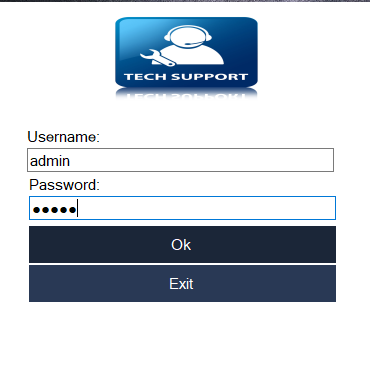 TECH SUPPORT
Username:
admin
Password:
●●●●●
Ok
Exit